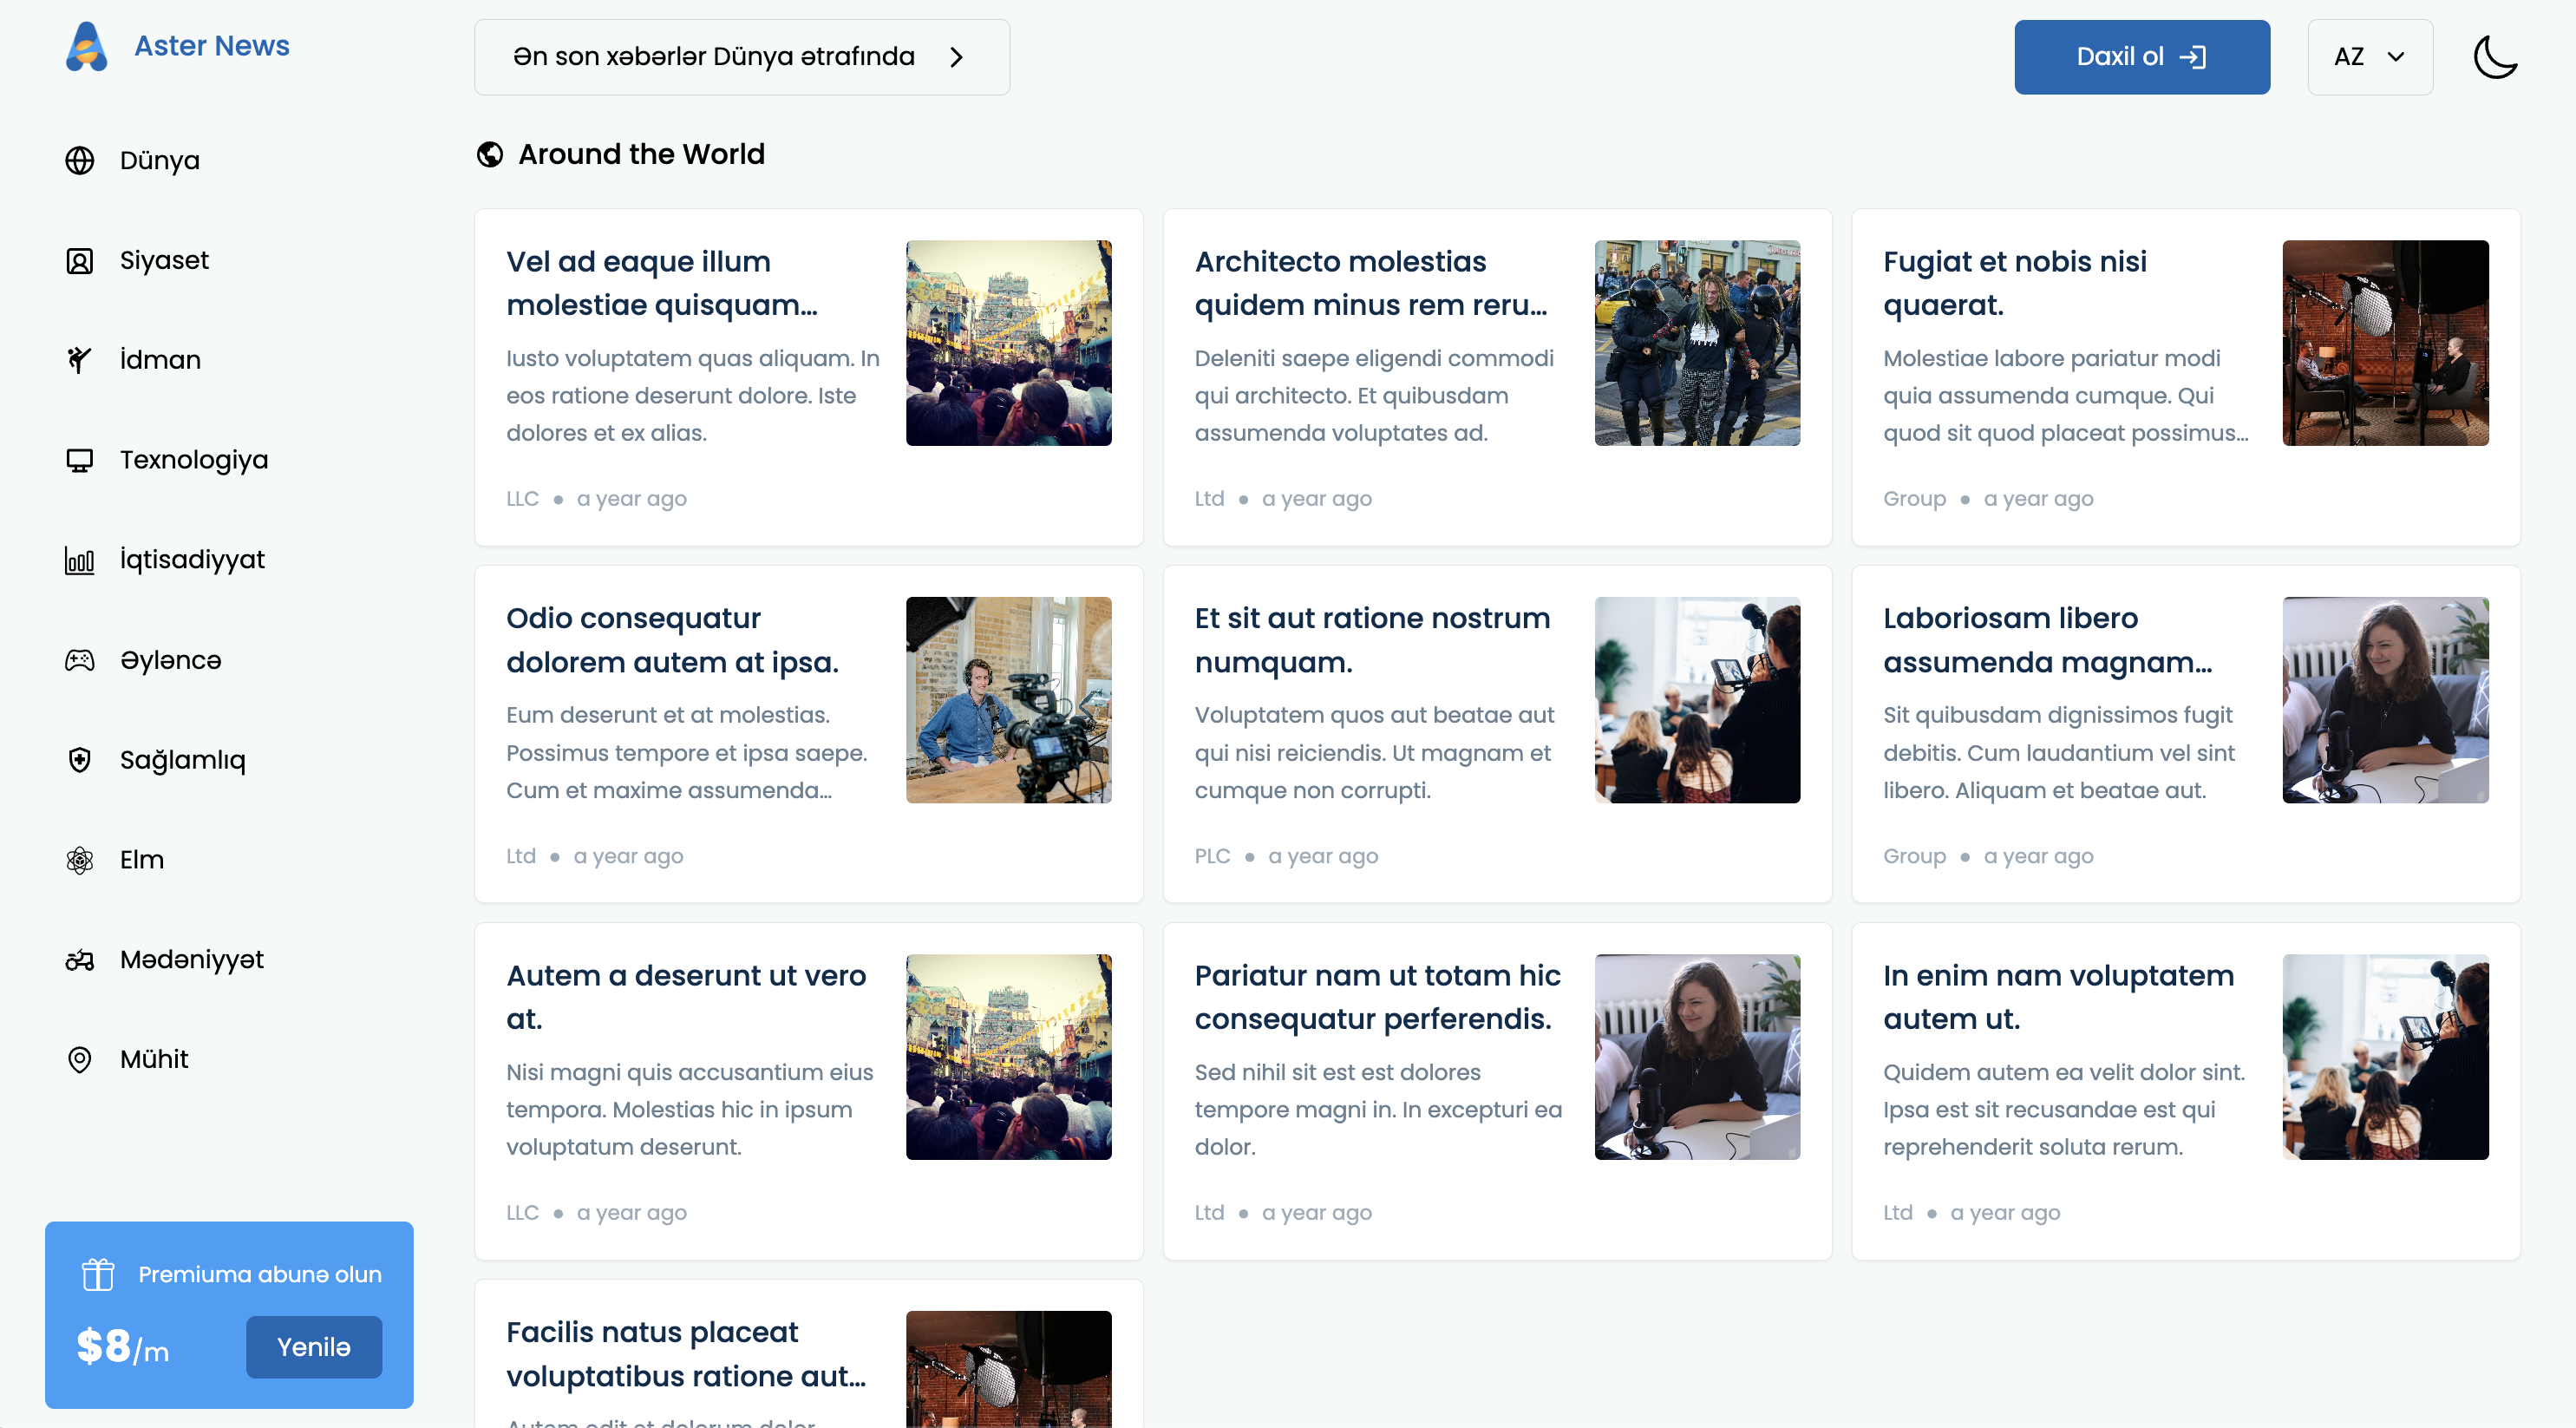 Aster News
Ən son xəbərlər Dünya ətrafında
Daxil ol
AZ
Dünya
Siyaset
İdman
Texnologiya
İqtisadiyyat
Əyləncə
Sağlamlıq
Elm
Mədəniyyət
Mühit
Premiuma abunə olun
$8/m
Yenilə
Around the World
Vel ad eaque illum
molestiae quisquam...
Iusto voluptatem quas aliquam. In
eos ratione deserunt dolore. Iste
dolores et ex alias.
LLC • a year ago
Architecto molestias
quidem minus rem reru...
Deleniti saepe eligendi commodi
qui architecto. Et quibusdam
assumenda voluptates ad.
Ltd • a year ago
Fugiat et nobis nisi
quaerat.
Molestiae labore pariatur modi
quia assumenda cumque. Qui
quod sit quod placeat possimus...
Group • a year ago
Odio consequatur
dolorem autem at ipsa.
Eum deserunt et at molestias.
Possimus tempore et ipsa saepe.
Cum et maxime assumenda...
Ltd • a year ago
Et sit aut ratione nostrum
numquam.
Voluptatem quos aut beatae aut
qui nisi reiciendis. Ut magnam et
cumque non corrupti.
PLC • a year ago
Laboriosam libero
assumenda magnam...
Sit quibusdam dignissimos fugit
debitis. Cum laudantium vel sint
libero. Aliquam et beatae aut.
Group • a year ago
Autem a deserunt ut vero
at.
Nisi magni quis accusantium eius
tempora. Molestias hic in ipsum
voluptatum deserunt.
LLC • a year ago
Pariatur nam ut totam hic
consequatur perferendis.
Sed nihil sit est est dolores
tempore magni in. In excepturi ea
dolor.
Ltd • a year ago
In enim nam voluptatem
autem ut.
Quidem autem ea velit dolor sint.
Ipsa est sit recusandae est qui
reprehenderit soluta rerum.
Ltd • a year ago
Facilis natus placeat
voluptatibus ratione aut...
Autem odit et dolorum dolor